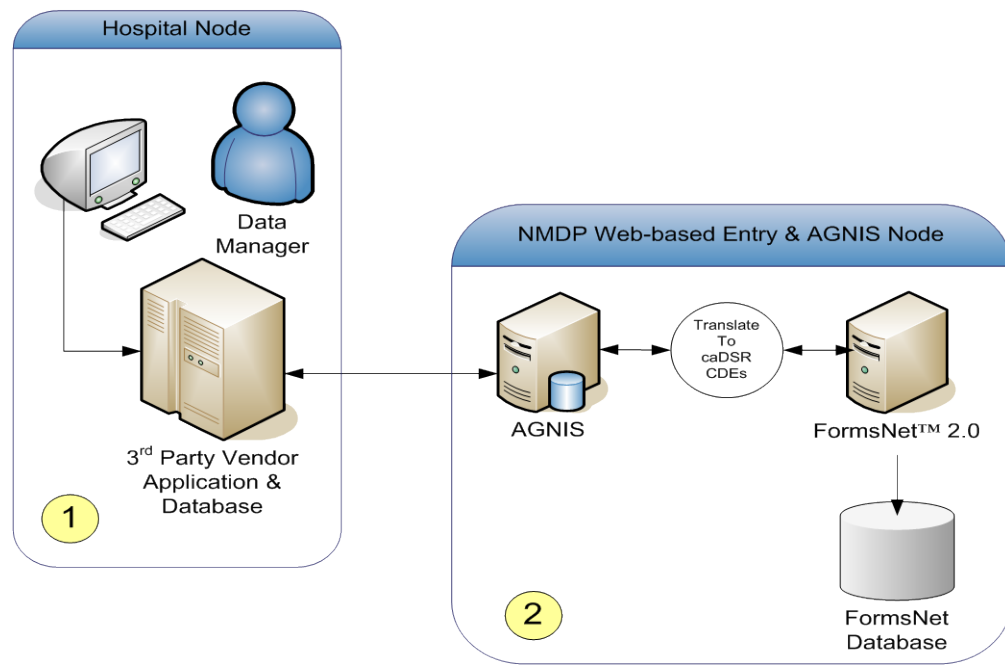 Hospital Node
Data
Manager
3rd Party Vendor
Application &
Database
1
NMDP Web-based Entry & AGNIS Node
AGNIS
Translate
To
caDSR
CDEs
FormsNet™ 2.0
FormsNet
Database
2